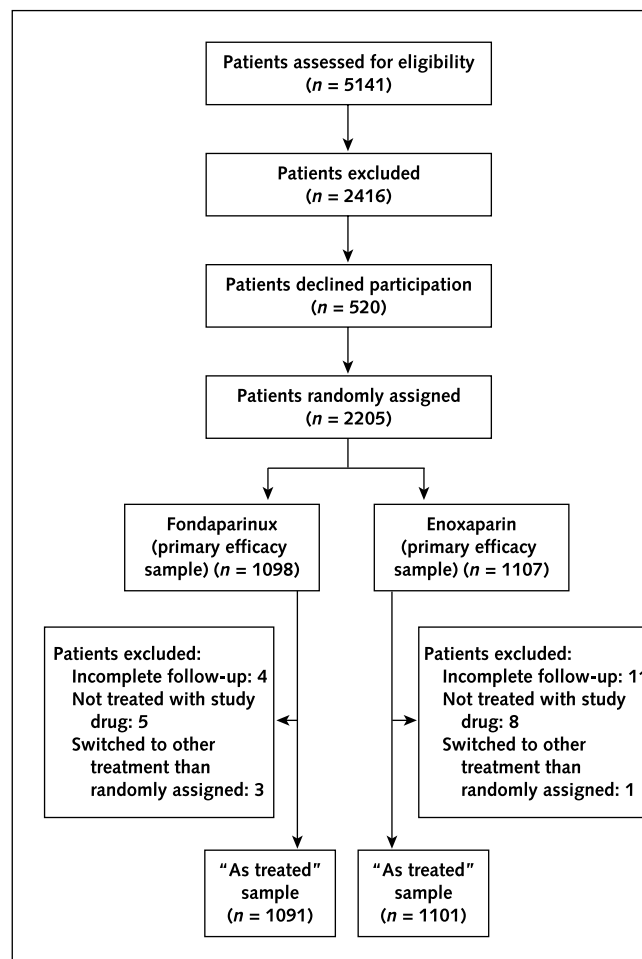 Patients assessed for eligibility
(n = 5141)
Patients excluded
(n = 2416)
Patients declined participation
(n = 520)
Patients randomly assigned
(n = 2205)
Fondaparinux
(primary efficacy
sample) (n = 1098)
Enoxaparin
(primary efficacy
sample) (n = 1107)
Patients excluded:
Incomplete follow-up: 4
Not treated with study
drug: 5
Switched to other
treatment than
randomly assigned: 3
Patients excluded:
Incomplete follow-up: 11
Not treated with study
drug: 8
Switched to other
treatment than
randomly assigned: 1
“As treated”
sample
(n = 1091)
“As treated”
sample
(n = 1101)